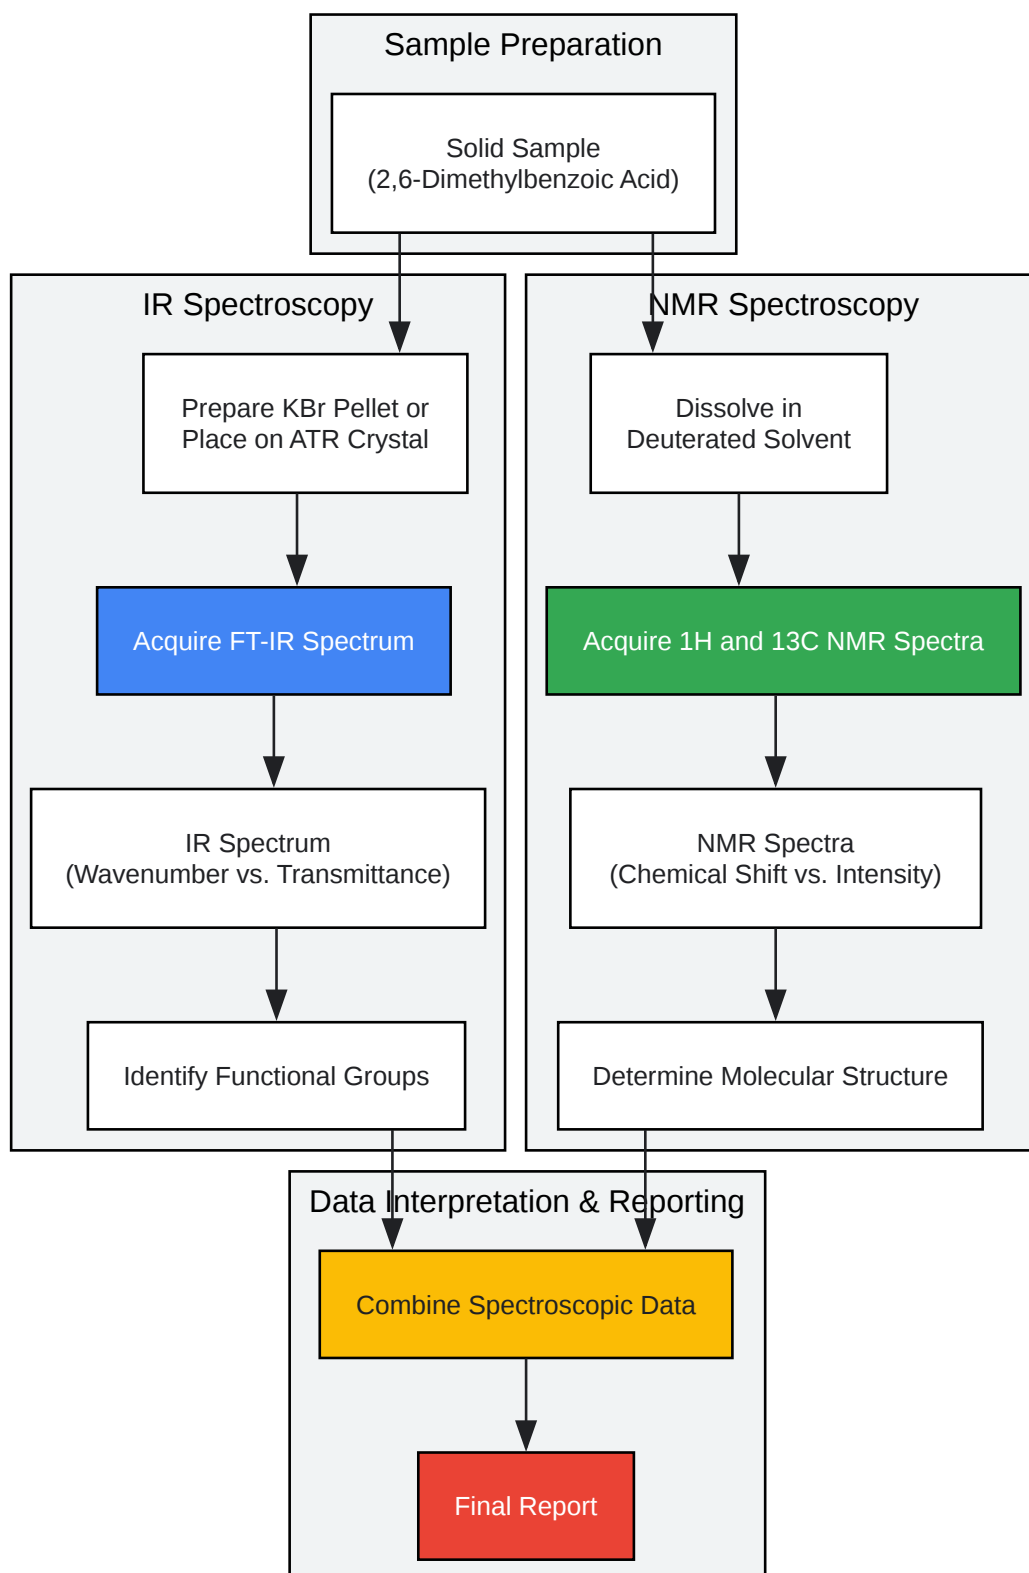 Sample Preparation
Solid Sample
(2,6-Dimethylbenzoic Acid)
IR Spectroscopy
Prepare KBr Pellet or
Place on ATR Crystal
Acquire FT-IR Spectrum
IR Spectrum
(Wavenumber vs. Transmittance)
Identify Functional Groups
NMR Spectroscopy
Dissolve in
Deuterated Solvent
Acquire 1H and 13C NMR Spectra
NMR Spectra
(Chemical Shift vs. Intensity)
Determine Molecular Structure
Data Interpretation & Reporting
Combine Spectroscopic Data
Final Report